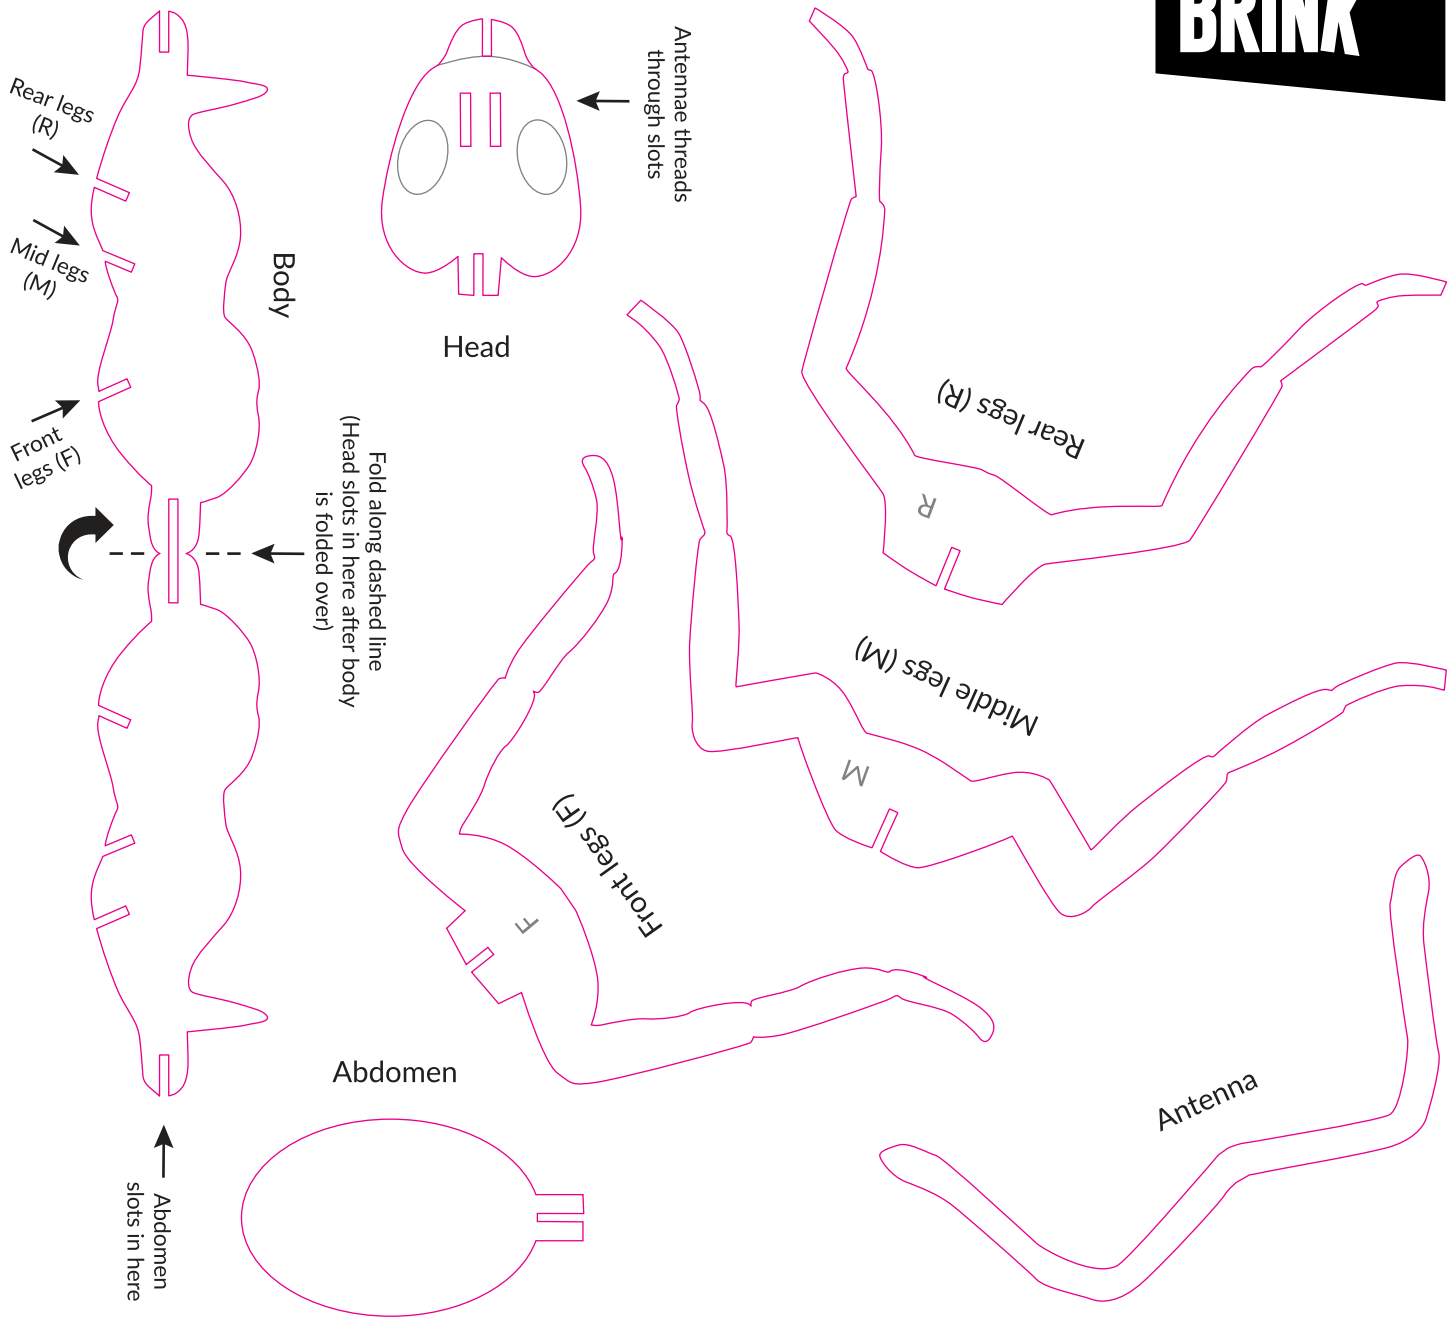 BRINK
Antennae threads
through slots
Rear legs
(R)
Mid legs
(M)
Body
Head
Front
legs (F)
Fold along dashed line
(Head slots in here after body
is folded over)
Rear legs (R)
R
Middle legs (M)
M
Front legs (F)
F
Abdomen
Antenna
Abdomen
slots in here